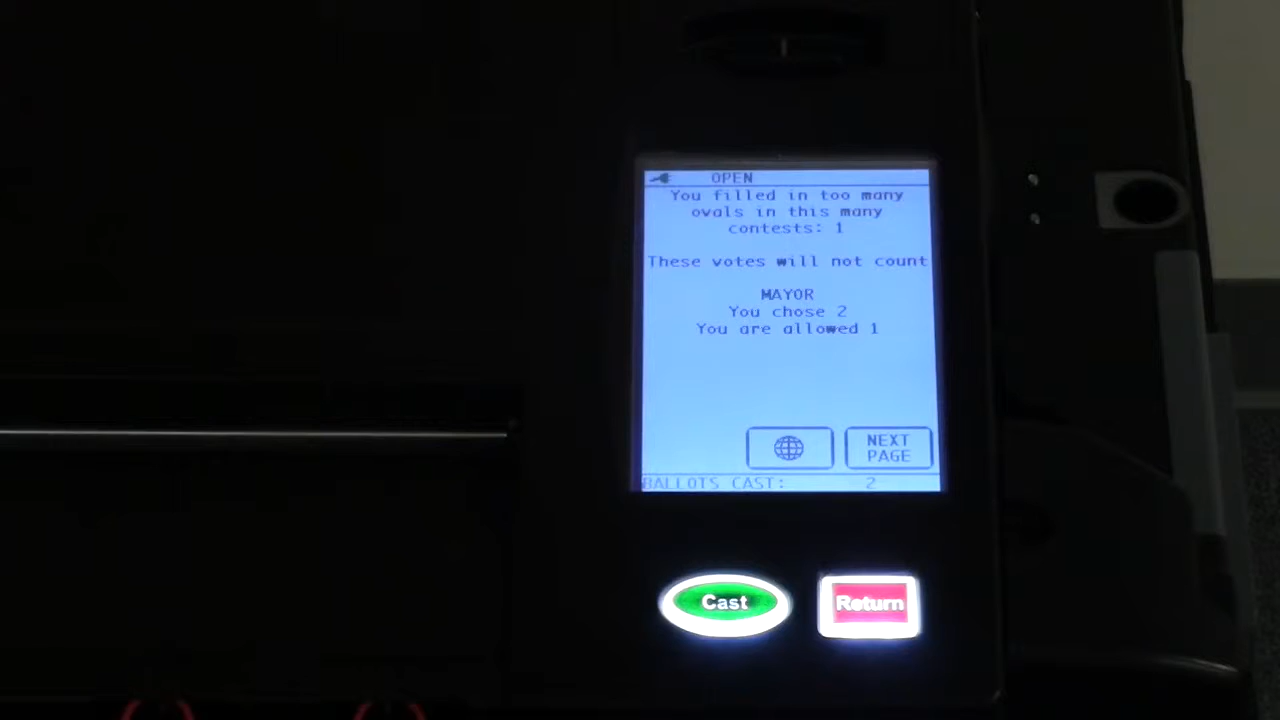 OPEN
You filled in too many
ovals in this many
contests: 1
These votes will not count
MAYOR
You chose 2
You are allowed 1
NEXT
PAGE
BALLOTS CAST: 2
Cast
Return